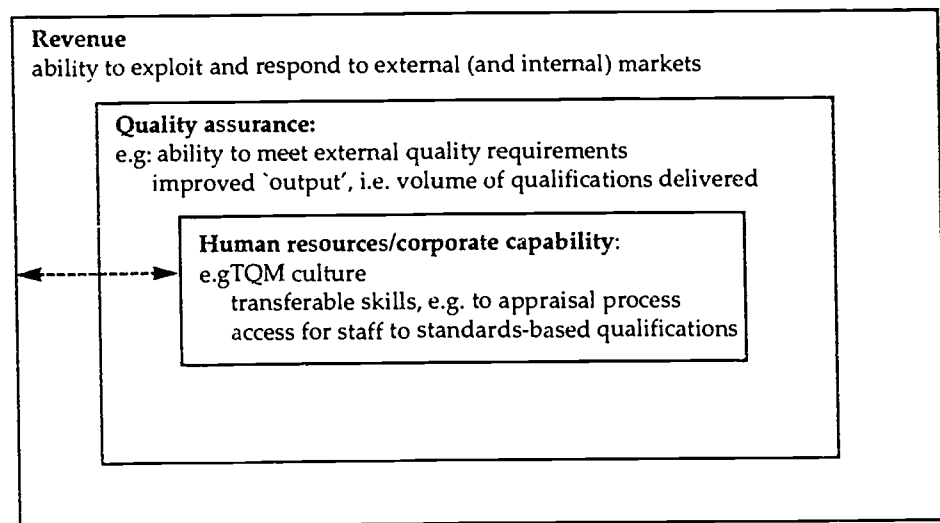 Revenue
ability to exploit and respond to external (and internal) markets
Quality assurance:
e.g: ability to meet external quality requirements
improved `output', i.e. volume of qualifications delivered
Human resources/corporate capability:
e.gTQM culture
transferable skills, e.g. to appraisal process
access for staff to standards-based qualifications